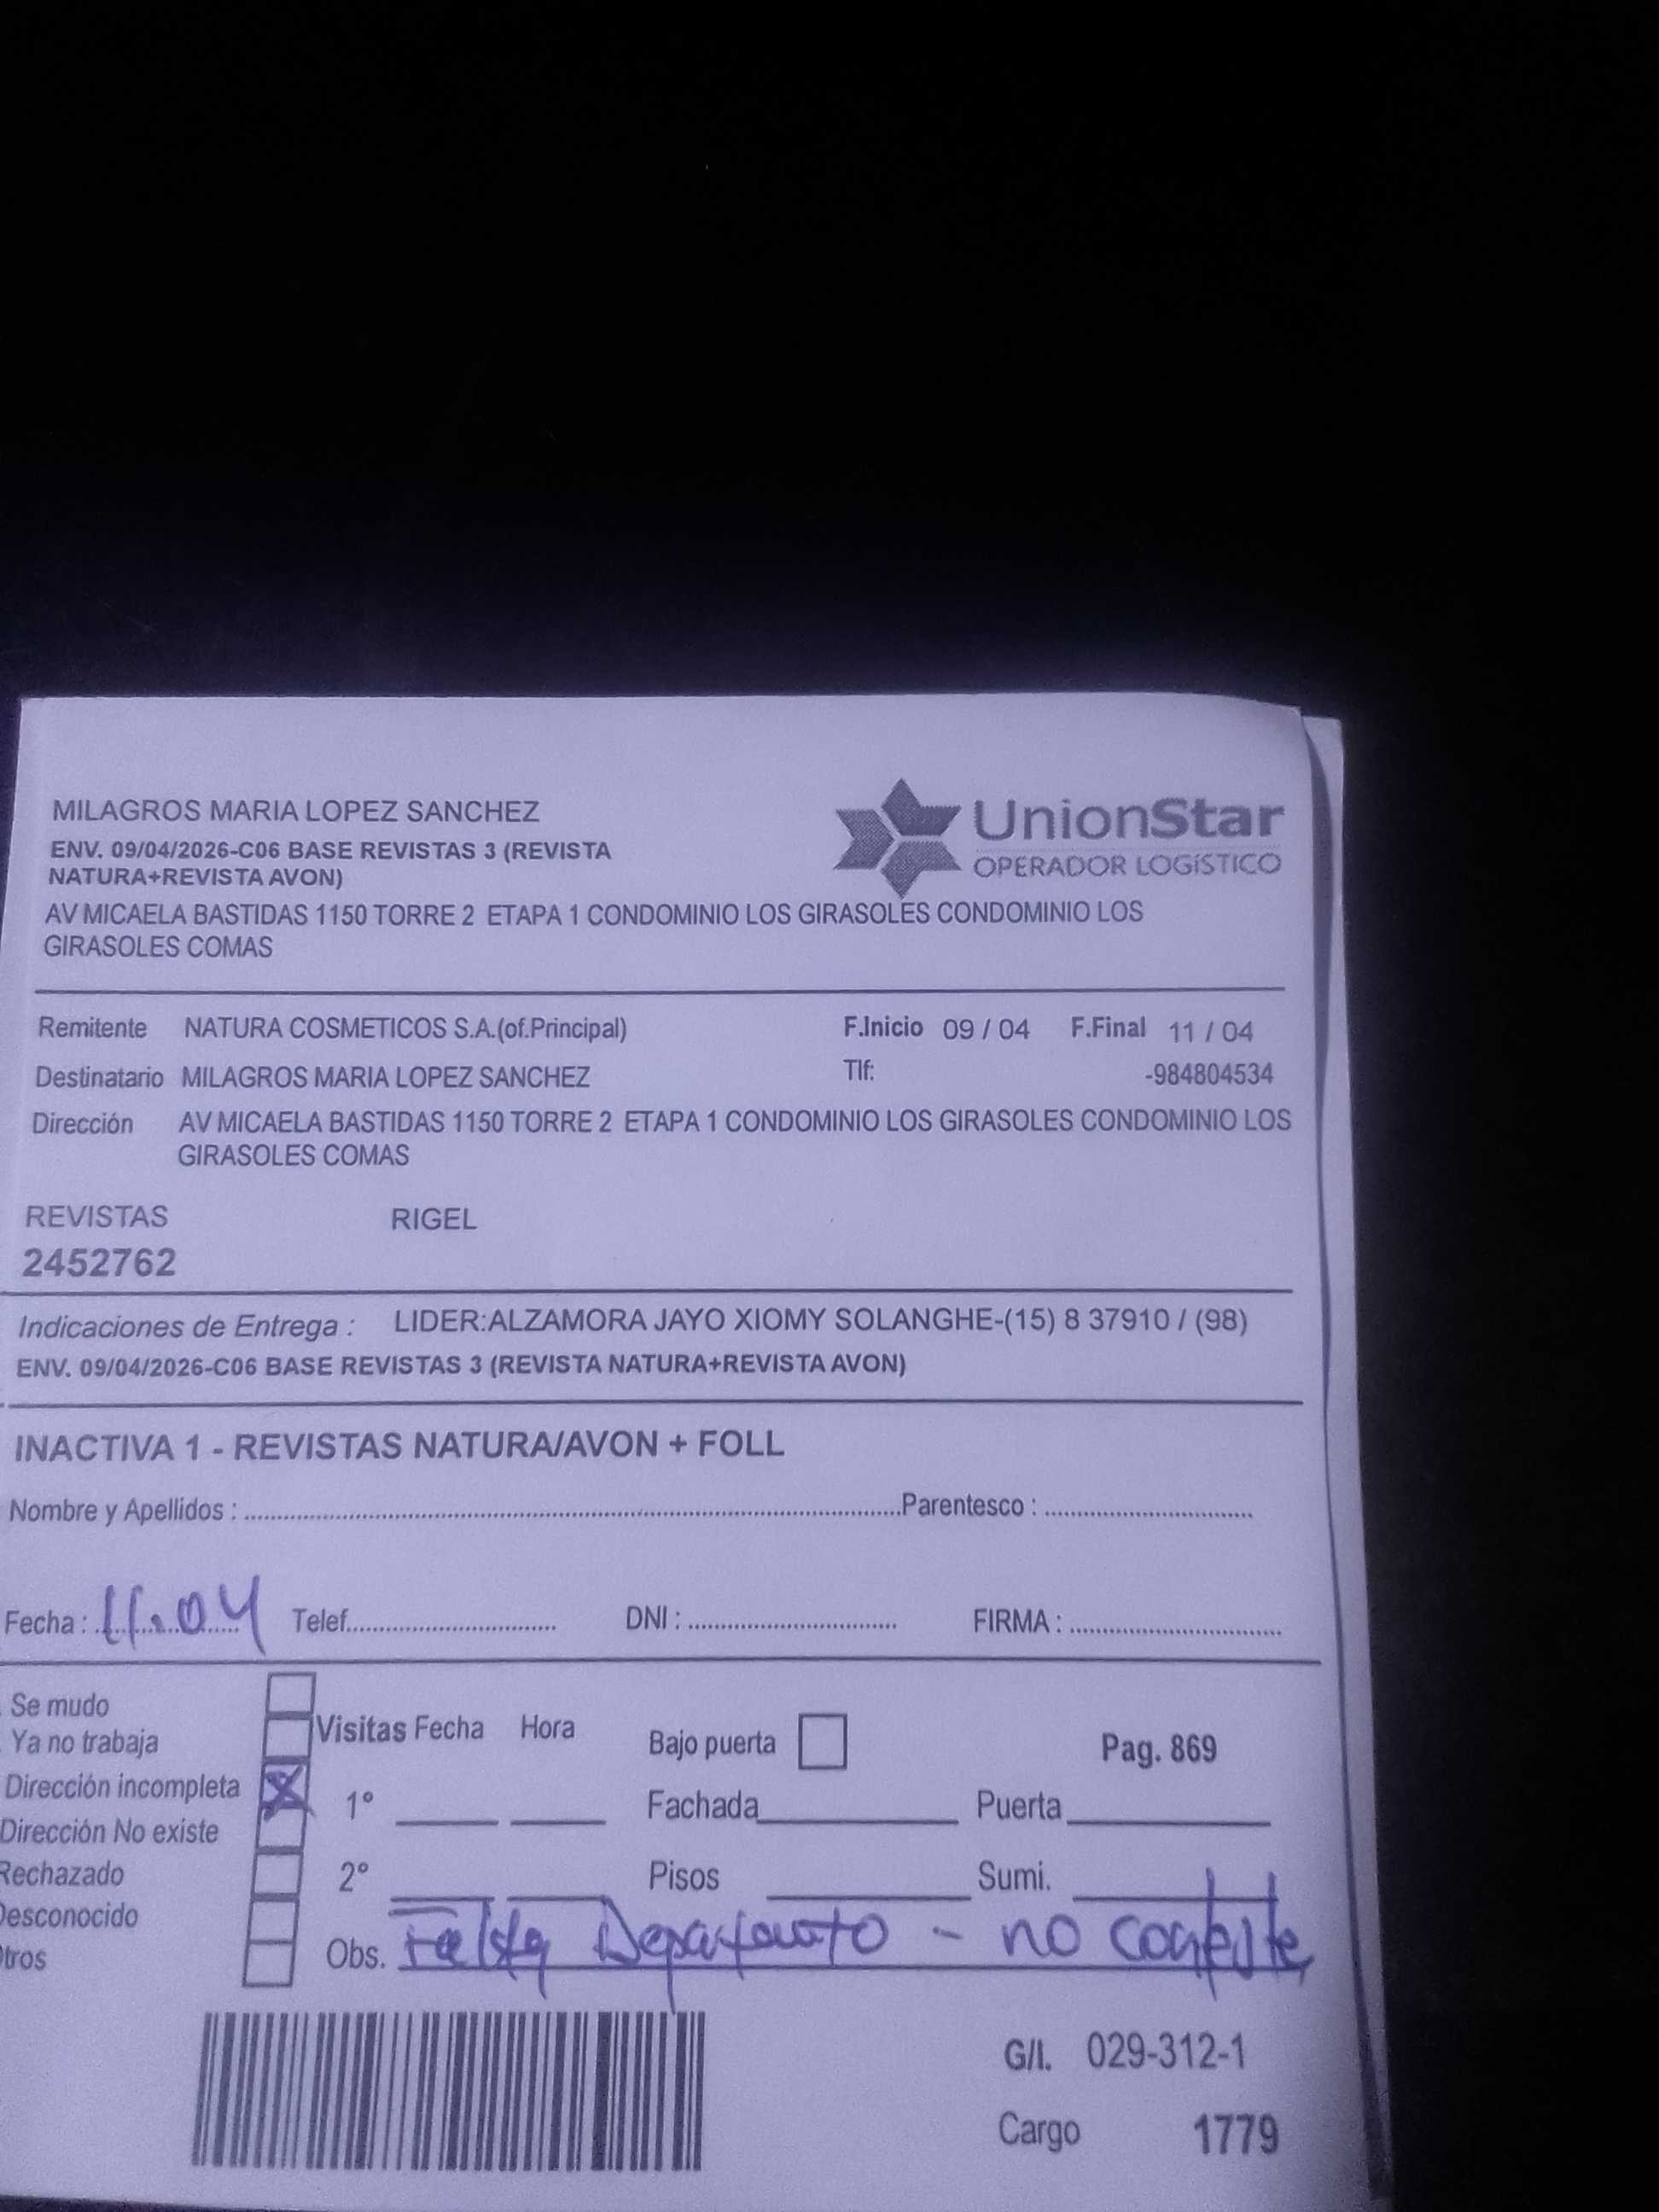 MILAGROS MARIA LOPEZ SANCHEZ
ENV. 09/04/2026-C06 BASE REVISTAS 3 (REVISTA
NATURA+REVISTA AVON)
UnionStar
OPERADOR LOGíSTICO
AV MICAELA BASTIDAS 1150 TORRE 2 ETAPA 1 CONDOMINIO LOS GIRASOLES CONDOMINIO LOS
GIRASOLES COMAS
Remitente NATURA COSMETICOS S.A.(of.Principal) F.Inicio 09 / 04 F.Final 11 / 04
Destinatario MILAGROS MARIA LOPEZ SANCHEZ Tlf: -984804534
Dirección AV MICAELA BASTIDAS 1150 TORRE 2 ETAPA 1 CONDOMINIO LOS GIRASOLES CONDOMINIO LOS
GIRASOLES COMAS
REVISTAS RIGEL
2452762
Indicaciones de Entrega : LIDER:ALZAMORA JAYO XIOMY SOLANGHE-(15) 8 37910 / (98)
ENV. 09/04/2026-C06 BASE REVISTAS 3 (REVISTA NATURA+REVISTA AVON)
INACTIVA 1 - REVISTAS NATURA/AVON + FOLL
Nombre y Apellidos : Parentesco :
Fecha : 11.04 Telef. DNI : FIRMA :
Se mudo
Ya no trabaja
Dirección incompleta
Dirección No existe
Rechazado
Desconocido
tros
Visitas Fecha Hora Bajo puerta Pag. 869
1° Fachada Puerta
2° Pisos Sumi.
Obs. Falta Departamento - no conteste
G/I. 029-312-1
Cargo 1779